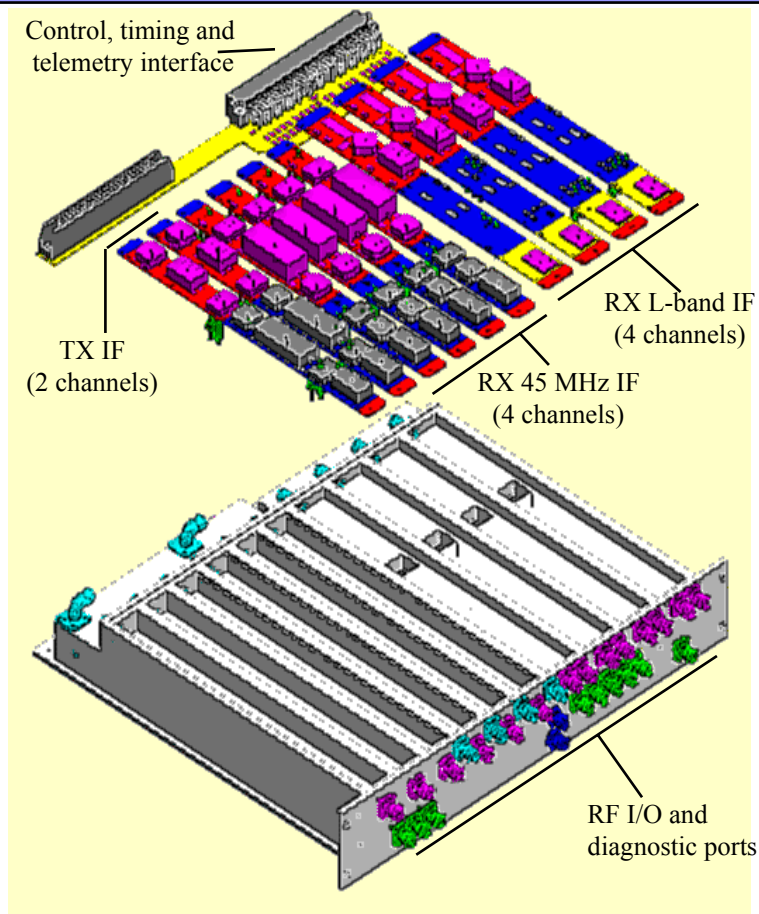 Control, timing and
telemetry interface
RX L-band IF
(4 channels)
TX IF
(2 channels)
RX 45 MHz IF
(4 channels)
RF I/O and
diagnostic ports